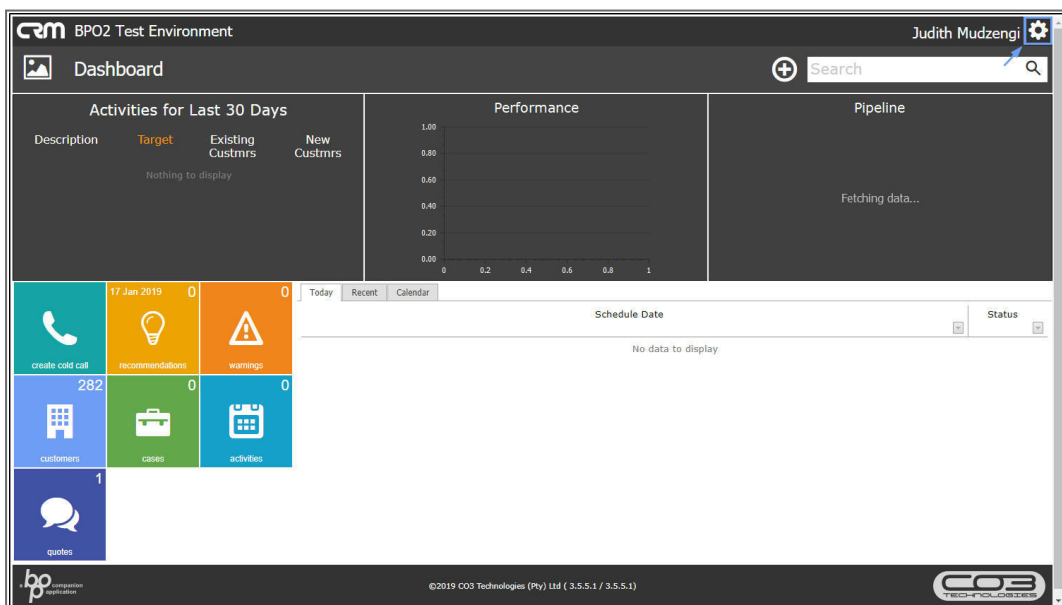 CRM BPO2 Test Environment
Judith Mudzengi
Dashboard
Search
Activities for Last 30 Days
Description Target Existing Custmrs New Custmrs
Nothing to display
Performance
1.00
0.80
0.60
0.40
0.20
0.00
0 0.2 0.4 0.6 0.8 1
Pipeline
Fetching data...
create cold call
17 Jan 2019 0
recommendations
0
warnings
282
customers
0
cases
0
activities
1
quotes
Today Recent Calendar
Schedule Date Status
No data to display
bp companion application
©2019 CO3 Technologies (Pty) Ltd ( 3.5.5.1 / 3.5.5.1)
CO3
TECHNOLOGIES